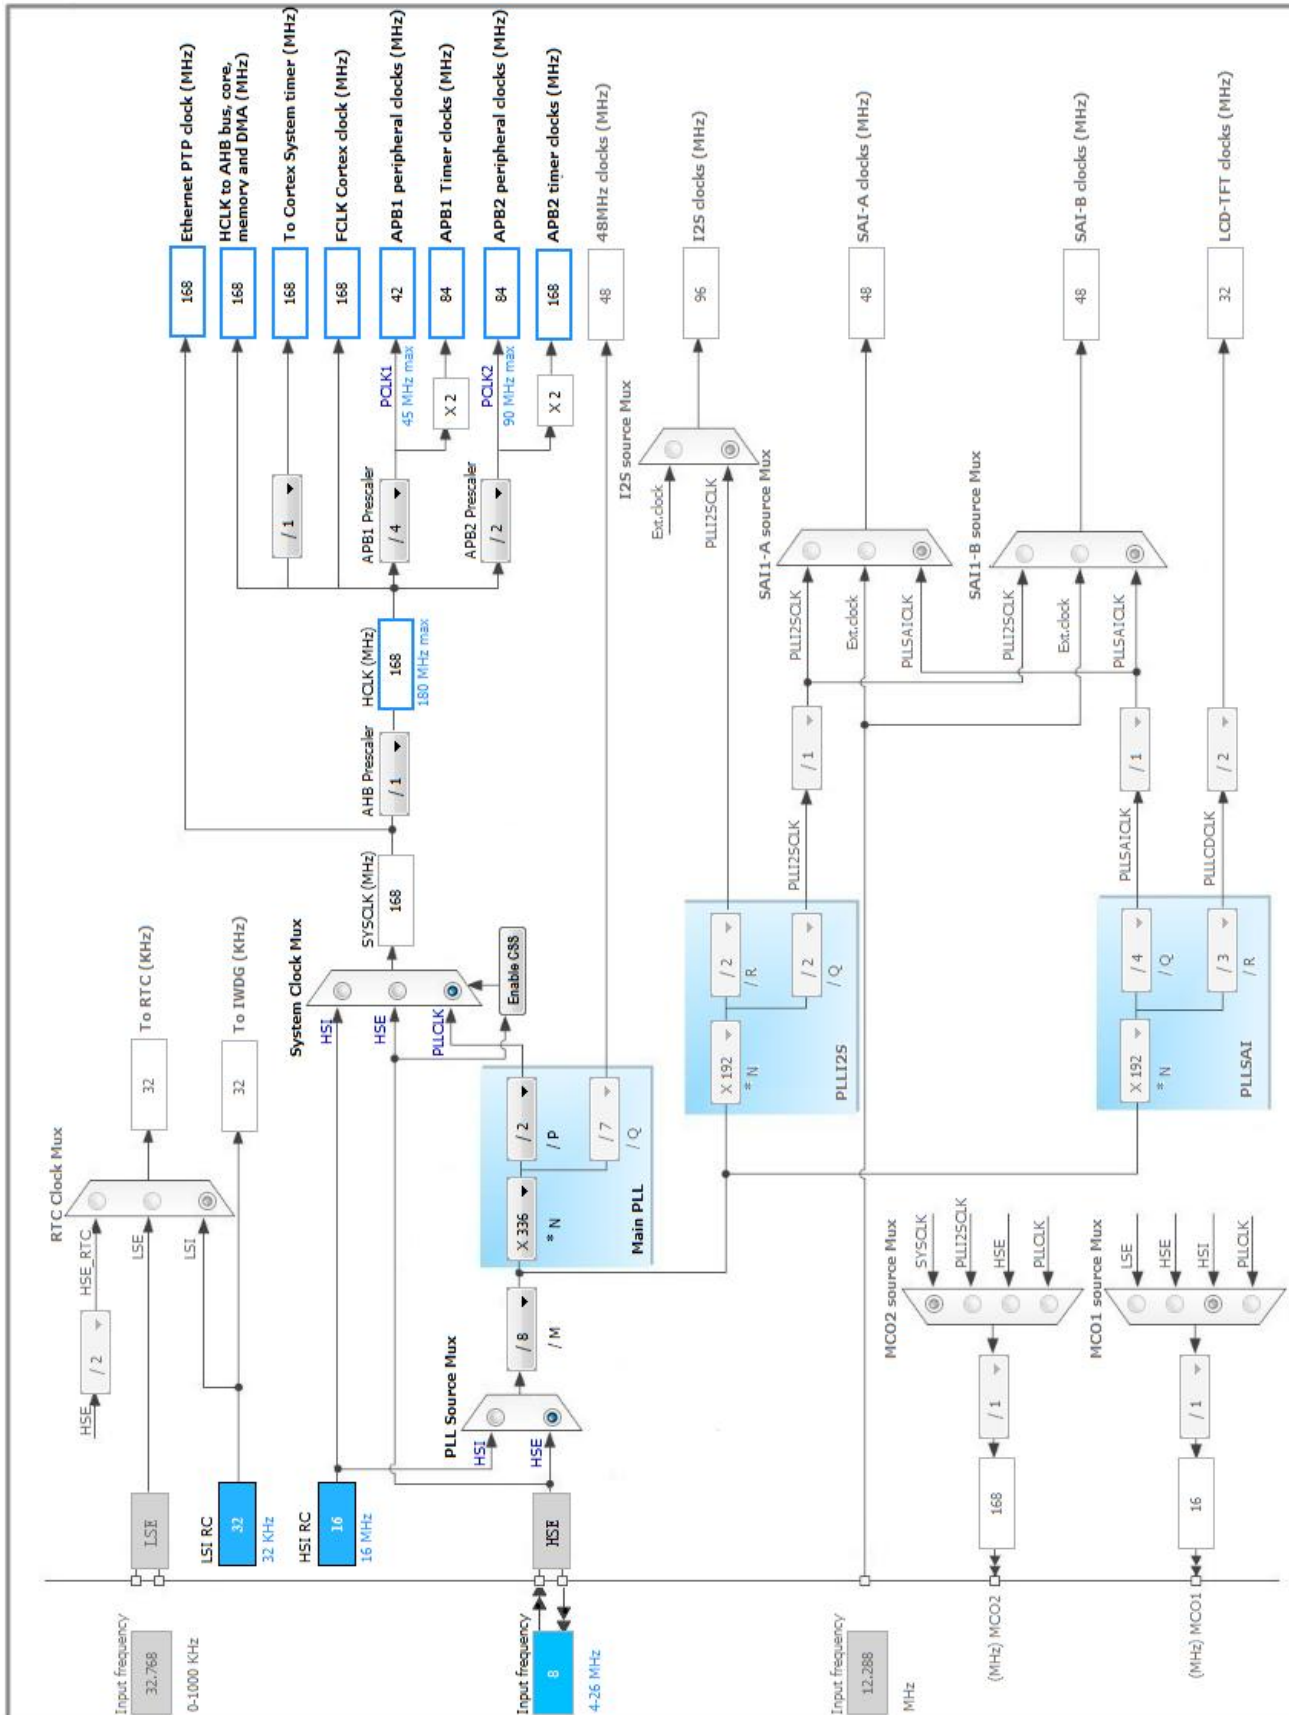 Input frequency
32.768
0-1000 KHz
LSE
HSE
/ 2
HSE_RTC
LSE
LSI
RTC Clock Mux
32
To RTC (KHz)
LSI RC
32
32 KHz
32
To IWDG (KHz)
HSI RC
16
16 MHz
System Clock Mux
HSI
HSE
PLLCLK
Enable CSS
SYSCLK (MHz)
168
AHB Prescaler
/ 1
HCLK (MHz)
168
180 MHz max
168
Ethernet PTP clock (MHz)
168
HCLK to AHB bus, core,
memory and DMA (MHz)
/ 1
168
To Cortex System timer (MHz)
168
FCLK Cortex clock (MHz)
APB1 Prescaler
/ 4
PCLK1
45 MHz max
42
APB1 peripheral clocks (MHz)
X 2
84
APB1 Timer clocks (MHz)
APB2 Prescaler
/ 2
PCLK2
90 MHz max
84
APB2 peripheral clocks (MHz)
X 2
168
APB2 timer clocks (MHz)
Input frequency
8
4-26 MHz
HSE
PLL Source Mux
HSI
HSE
/ 8
/ M
X 336
* N
/ 2
/ P
/ 7
/ Q
Main PLL
48
48MHz clocks (MHz)
X 192
* N
/ 2
/ R
/ 2
/ Q
PLLI2S
PLLI2SCLK
/ 1
I2S source Mux
Ext.clock
PLLI2SCLK
96
I2S clocks (MHz)
SAI1-A source Mux
PLLI2SCLK
Ext.clock
PLLSAICLK
48
SAI-A clocks (MHz)
SAI1-B source Mux
PLLI2SCLK
Ext.clock
PLLSAICLK
48
SAI-B clocks (MHz)
X 192
* N
/ 4
/ Q
/ 3
/ R
PLLSAI
PLLSAICLK
/ 1
PLLLCDCLK
/ 2
32
LCD-TFT clocks (MHz)
Input frequency
12.288
MHz
(MHz) MCO2
168
/ 1
MCO2 source Mux
SYSCLK
PLLI2SCLK
HSE
PLLCLK
(MHz) MCO1
16
/ 1
MCO1 source Mux
LSE
HSE
HSI
PLLCLK